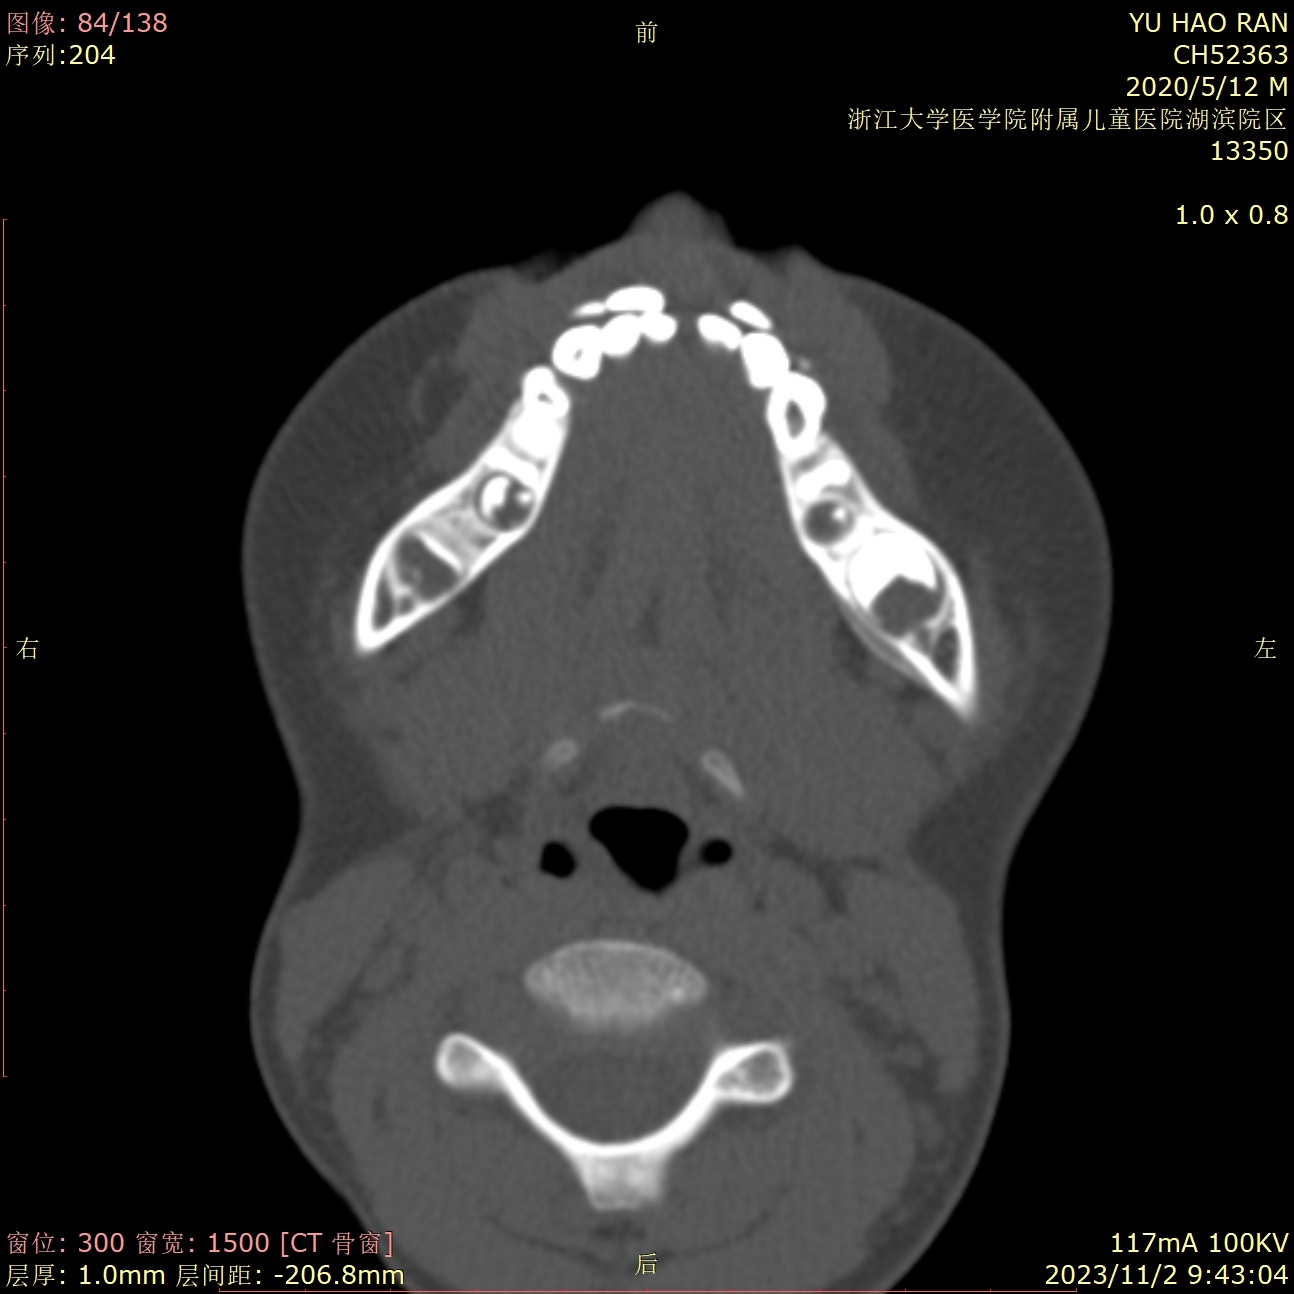 图像: 84/138
序列:204
前
YU HAO RAN
CH52363
2020/5/12 M
浙江大学医学院附属儿童医院湖滨院区
13350
1.0 x 0.8
右
左
窗位: 300 窗宽: 1500 [CT 骨窗]
层厚: 1.0mm 层间距: -206.8mm
后
117mA 100KV
2023/11/2 9:43:04